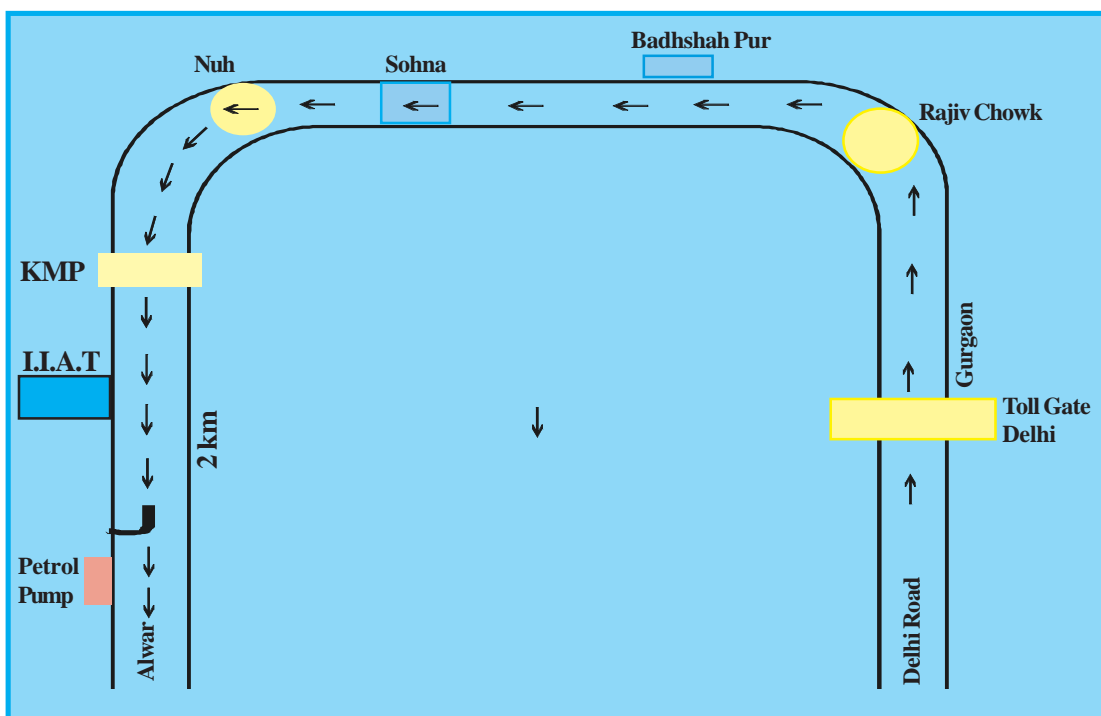 Badhshah Pur
Nuh
Sohna
Rajiv Chowk
KMP
I.I.A.T
Gurgaon
Toll Gate
Delhi
2 km
Petrol
Pump
Alwar
Delhi Road